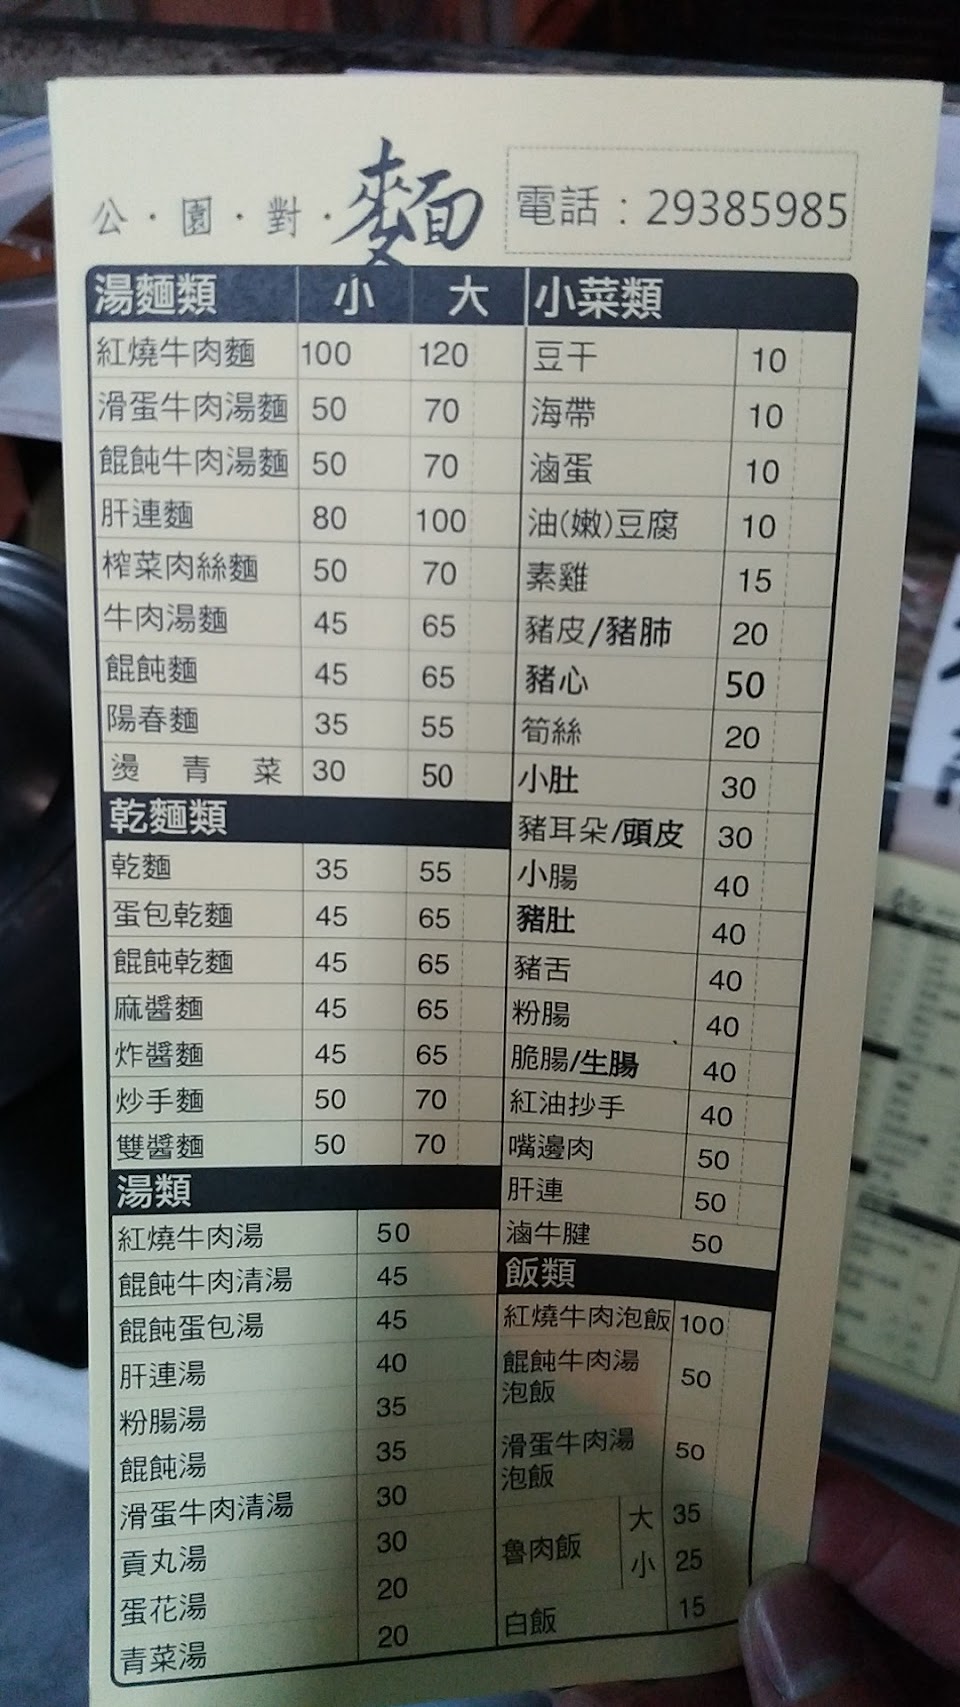 公・園・對・麵
電話：29385985
湯麵類 小 大
紅燒牛肉麵 100 120
滑蛋牛肉湯麵 50 70
餛飩牛肉湯麵 50 70
肝連麵 80 100
榨菜肉絲麵 50 70
牛肉湯麵 45 65
餛飩麵 45 65
陽春麵 35 55
燙青菜 30 50
乾麵類
乾麵 35 55
蛋包乾麵 45 65
餛飩乾麵 45 65
麻醬麵 45 65
炸醬麵 45 65
炒手麵 50 70
雙醬麵 50 70
湯類
紅燒牛肉湯 50
餛飩牛肉清湯 45
餛飩蛋包湯 45
肝連湯 40
粉腸湯 35
餛飩湯 35
滑蛋牛肉清湯 30
貢丸湯 30
蛋花湯 20
青菜湯 20
小菜類
豆干 10
海帶 10
滷蛋 10
油(嫩)豆腐 10
素雞 15
豬皮/豬肺 20
豬心 50
筍絲 20
小肚 30
豬耳朵/頭皮 30
小腸 40
豬肚 40
豬舌 40
粉腸 40
脆腸/生腸 40
紅油抄手 40
嘴邊肉 50
肝連 50
滷牛腱 50
飯類
紅燒牛肉泡飯 100
餛飩牛肉湯
泡飯 50
滑蛋牛肉湯
泡飯 50
魯肉飯 大 35
小 25
白飯 15